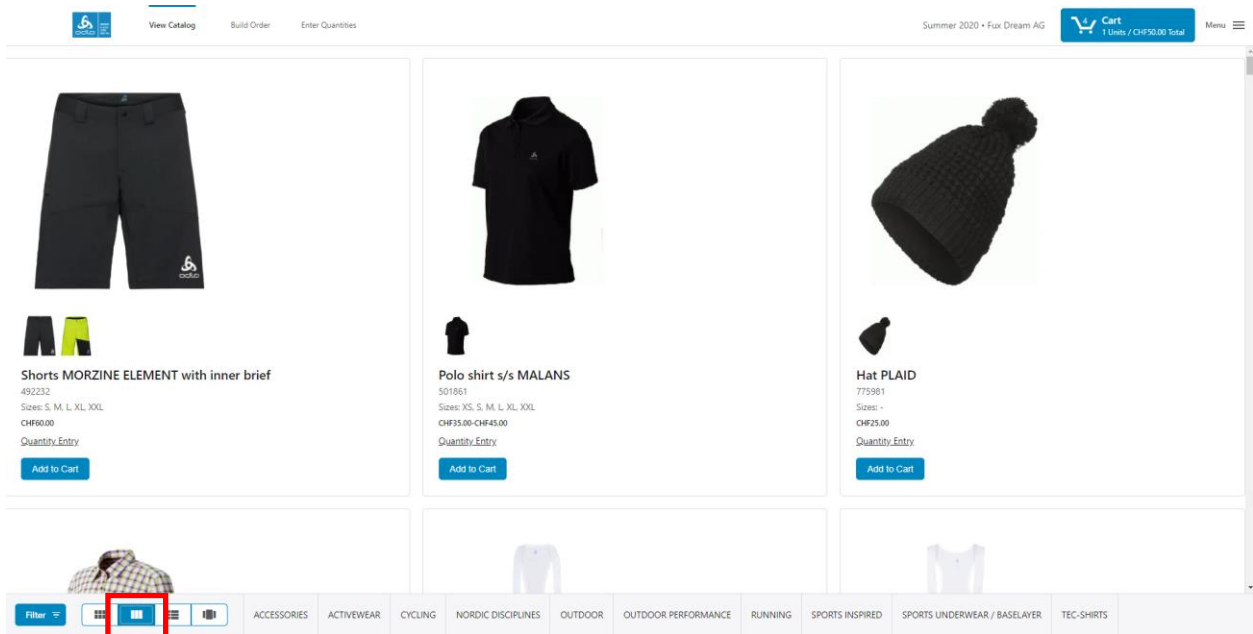 odlo
View Catalog
Build Order
Enter Quantities
Summer 2020 • Fux Dream AG
4
Cart
1 Units / CHF50.00 Total
Menu
odlo
Shorts MORZINE ELEMENT with inner brief
492232
Sizes: S, M, L, XL, XXL
CHF60.00
Quantity Entry
Add to Cart
Polo shirt s/s MALANS
501861
Sizes: XS, S, M, L, XL, XXL
CHF35.00-CHF45.00
Quantity Entry
Add to Cart
Hat PLAID
775981
Sizes: -
CHF25.00
Quantity Entry
Add to Cart
Filter
ACCESSORIES
ACTIVEWEAR
CYCLING
NORDIC DISCIPLINES
OUTDOOR
OUTDOOR PERFORMANCE
RUNNING
SPORTS INSPIRED
SPORTS UNDERWEAR / BASELAYER
TEC-SHIRTS